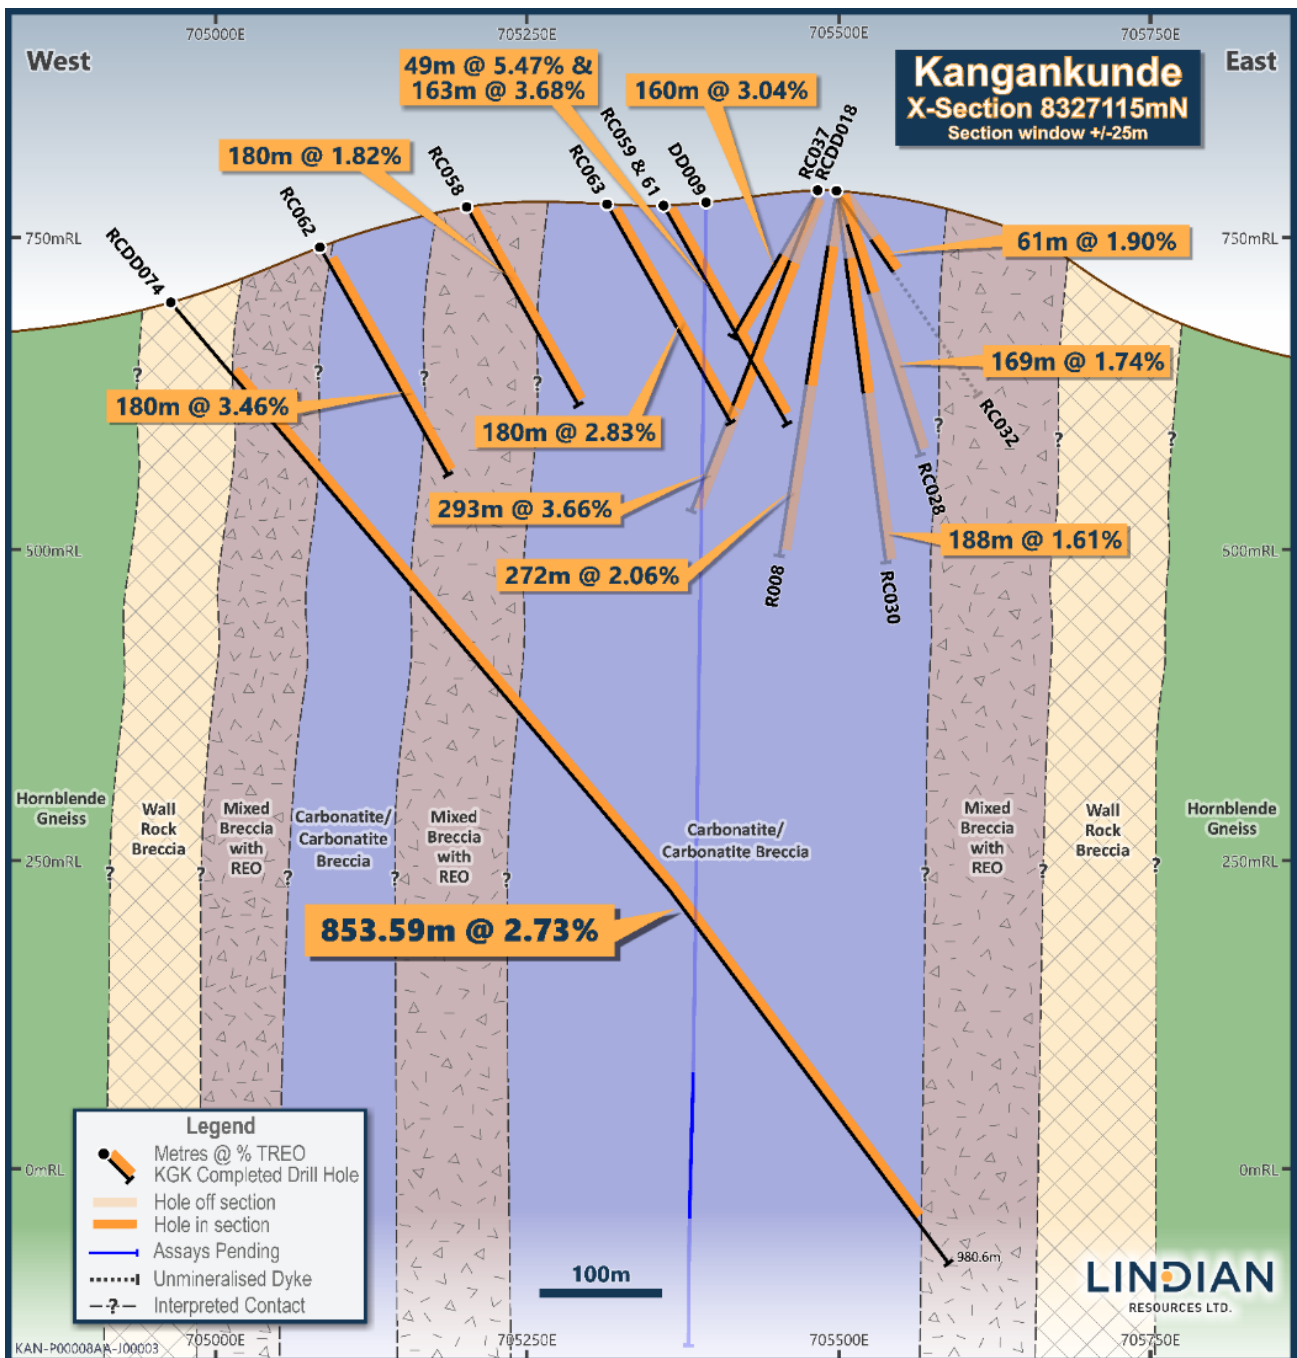 705000E
705250E
705500E
705750E
West
East
Kangankunde
X-Section 8327115mN
Section window +/-25m
49m @ 5.47% &
163m @ 3.68%
160m @ 3.04%
180m @ 1.82%
RCDD074
RC062
RC058
RC063
RC059 & 61
DD009
RC037
RCDD018
750mRL
750mRL
61m @ 1.90%
169m @ 1.74%
180m @ 3.46%
180m @ 2.83%
RC032
RC028
293m @ 3.66%
188m @ 1.61%
500mRL
500mRL
272m @ 2.06%
R008
RC030
?
?
?
?
?
?
?
Hornblende
Gneiss
Wall
Rock
Breccia
Mixed
Breccia
with
REO
Carbonatite/
Carbonatite
Breccia
Mixed
Breccia
with
REO
Carbonatite/
Carbonatite Breccia
Mixed
Breccia
with
REO
Wall
Rock
Breccia
Hornblende
Gneiss
250mRL
250mRL
?
?
?
?
?
?
?
?
853.59m @ 2.73%
0mRL
0mRL
Legend
Metres @ % TREO
KGK Completed Drill Hole
Hole off section
Hole in section
Assays Pending
Unmineralised Dyke
–?– Interpreted Contact
980.6m
100m
LINDIAN
RESOURCES LTD.
KAN-P00008AA-J00003
705000E
705250E
705500E
705750E